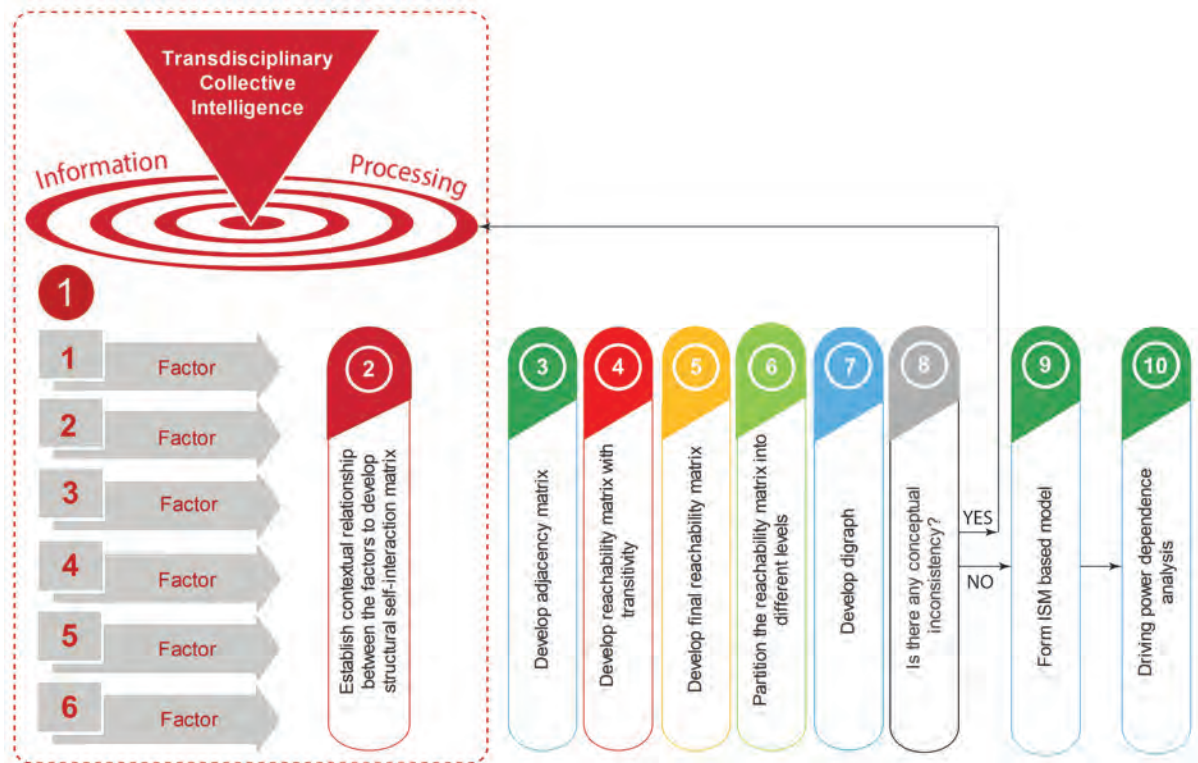 Transdisciplinary
Collective
Intelligence
Information
Processing
1
1
Factor
2
Factor
3
Factor
4
Factor
5
Factor
6
Factor
2
Establish contextual relationship
between the factors to develop
structural self-interaction matrix
3
Develop adjacency matrix
4
Develop reachability matrix with
transitivity
5
Develop final reachability matrix
6
Partition the reachability matrix into
different levels
7
Develop digraph
8
Is there any conceptual
inconsistency?
YES
NO
9
Form ISM based model
10
Driving power dependence
analysis